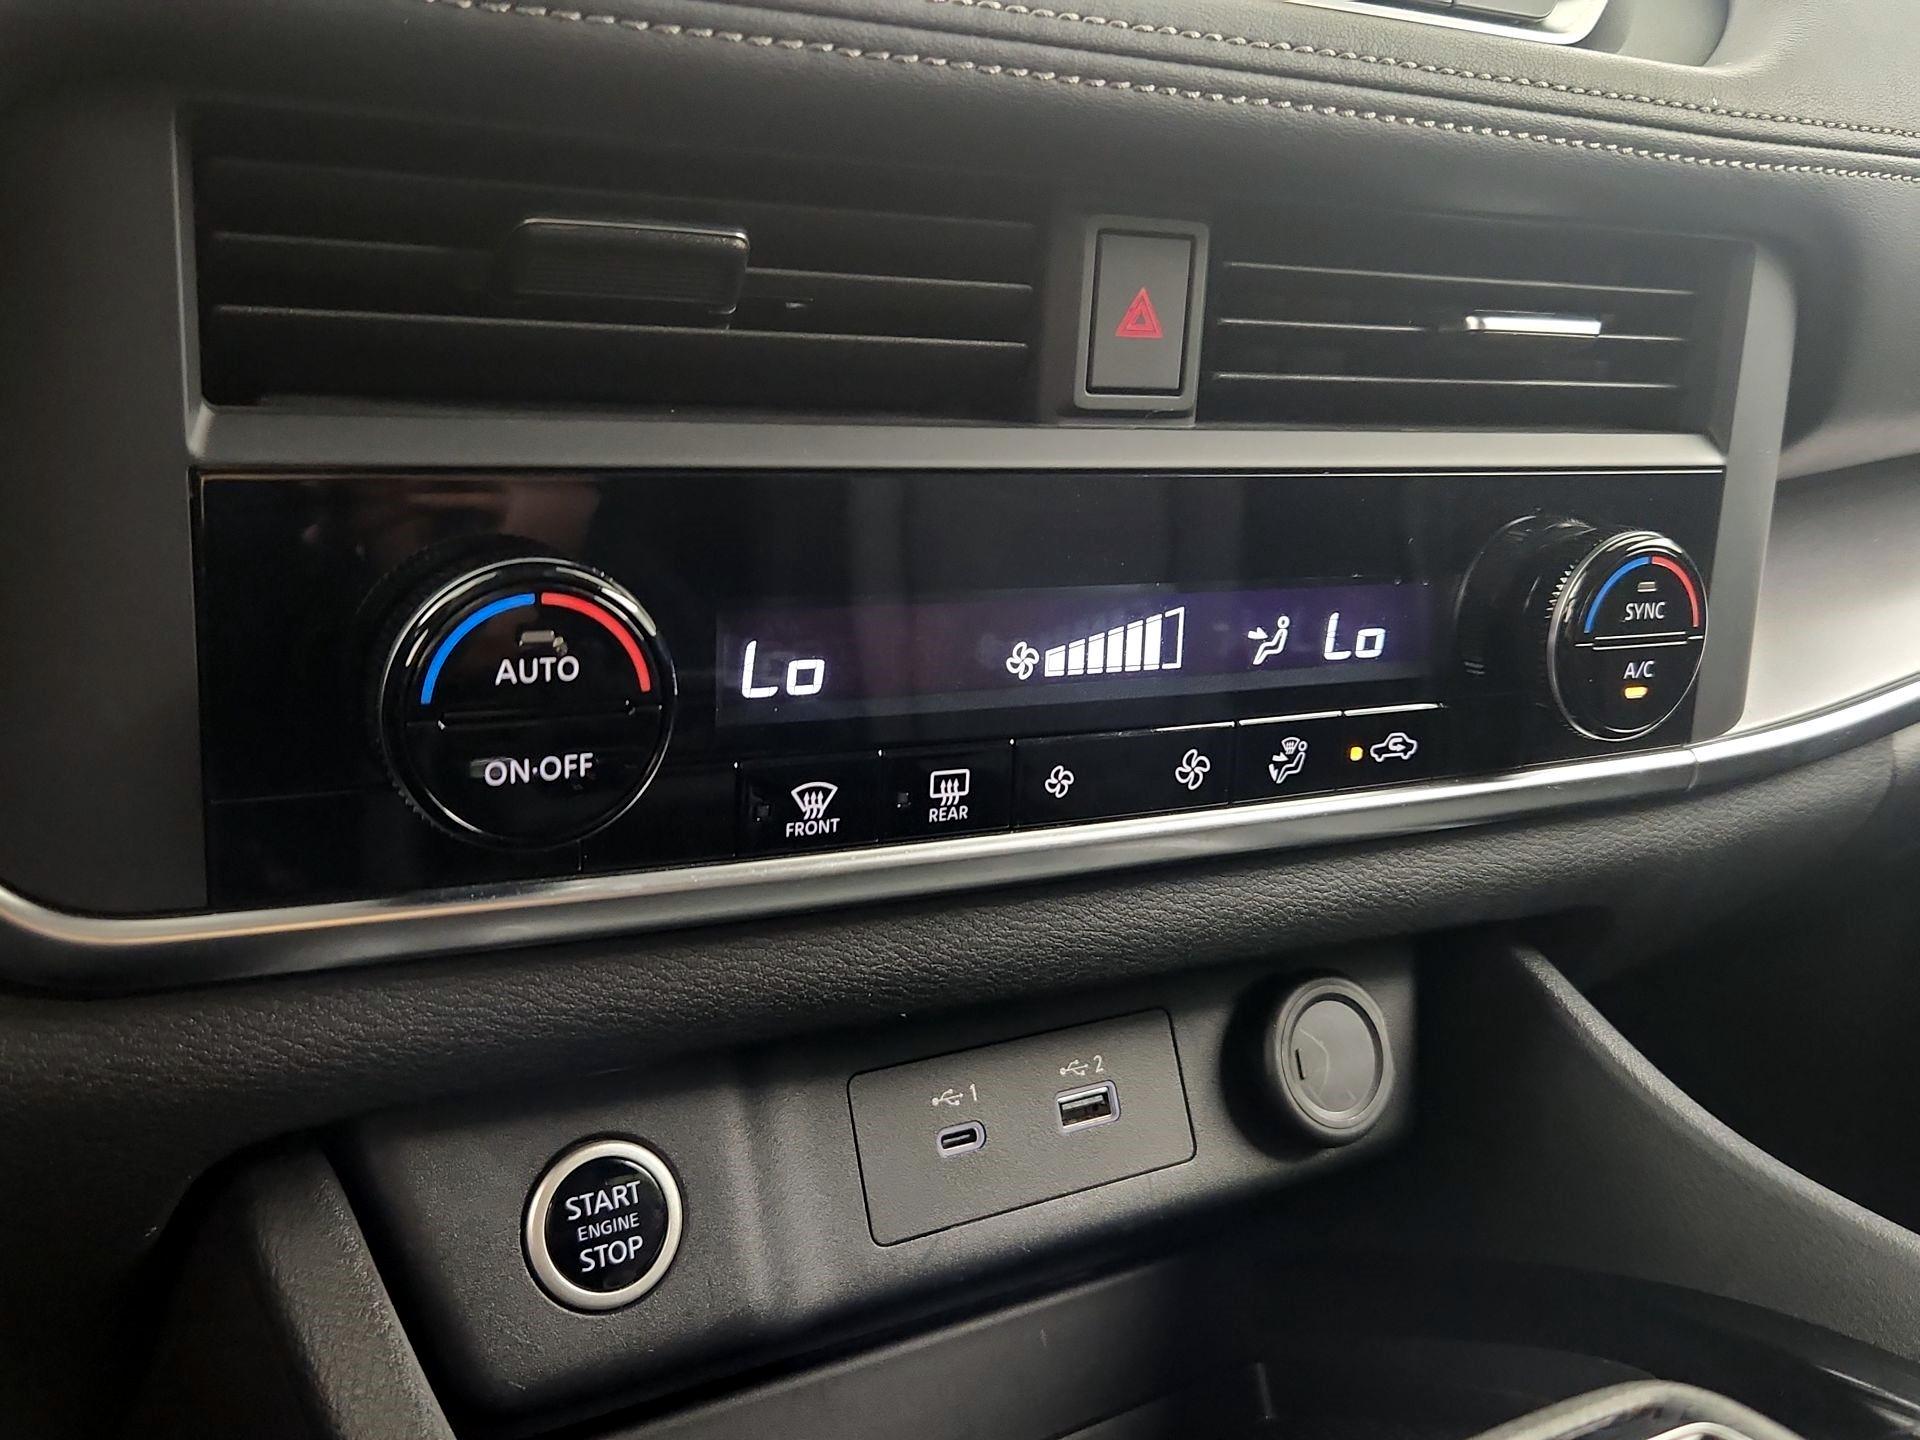 AUTO
ON·OFF
Lo
Lo
SYNC
A/C
FRONT
REAR
1
2
START
ENGINE
STOP